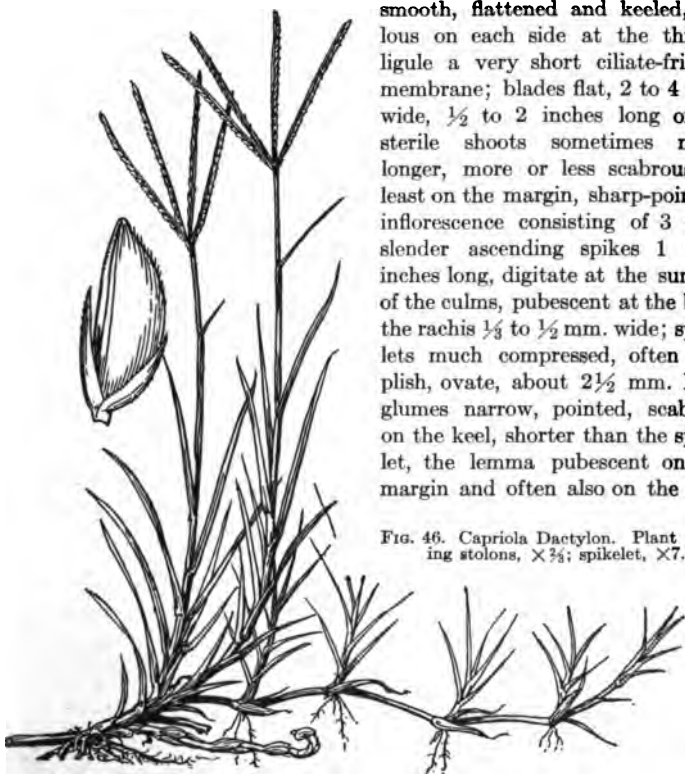 smooth, flattened and keeled,
lous on each side at the
ligule a very short ciliate-fri
membrane; blades flat, 2 to 4
wide, ½ to 2 inches long
sterile shoots sometimes
longer, more or less scabrous
least on the margin, sharp-poin
inflorescence consisting of 3
slender ascending spikes 1
inches long, digitate at the sum
of the culms, pubescent at the
the rachis ⅓ to ½ mm. wide; sp
lets much compressed, often
plish, ovate, about 2½ mm.
glumes narrow, pointed, scab
on the keel, shorter than the sp
let, the lemma pubescent on
margin and often also on the
FIG. 46. Capriola Dactylon. Plant
ing stolons, ×⅔; spikelet, ×7.